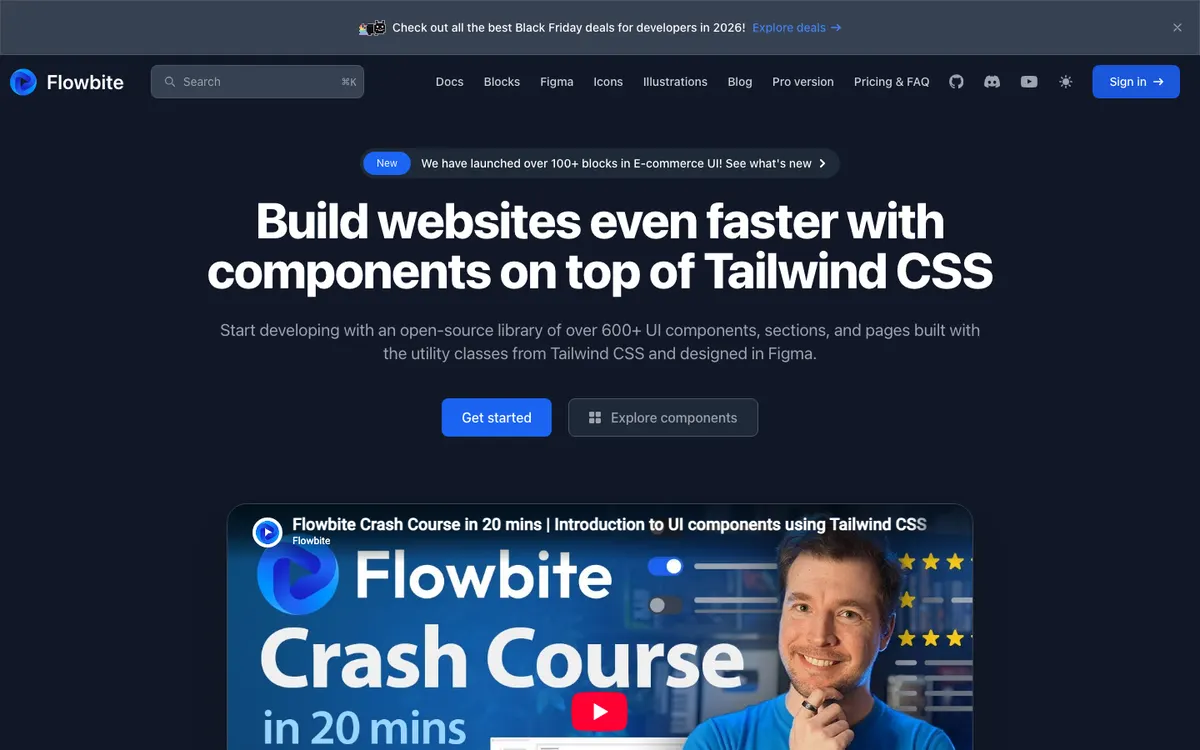 Check out all the best Black Friday deals for developers in 2026! Explore deals →
Flowbite
Search ⌘K
Docs Blocks Figma Icons Illustrations Blog Pro version Pricing & FAQ Sign in →
New We have launched over 100+ blocks in E-commerce UI! See what's new
Build websites even faster with
components on top of Tailwind CSS
Start developing with an open-source library of over 600+ UI components, sections, and pages built with
the utility classes from Tailwind CSS and designed in Figma.
Get started Explore components
Flowbite Crash Course in 20 mins | Introduction to UI components using Tailwind CSS
Flowbite
Flowbite
Crash Course
in 20 mins